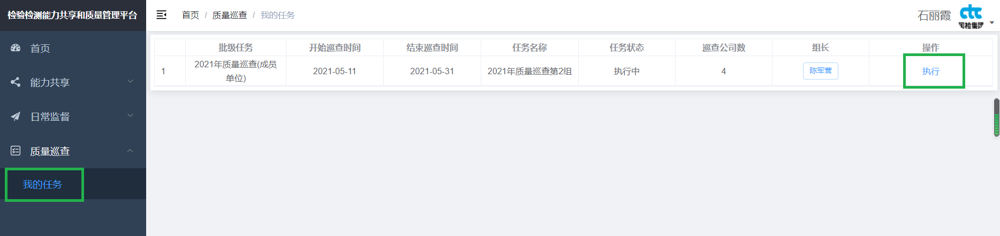 检验检测能力共享和质量管理平台
首页 / 质量巡查 / 我的任务
石丽霞
ctc
国检集团
首页
能力共享
日常监督
质量巡查
我的任务
批级任务 开始巡查时间 结束巡查时间 任务名称 任务状态 巡查公司数 组长 操作
1 2021年质量巡查(成员单位) 2021-05-11 2021-05-31 2021年质量巡查第2组 执行中 4 陈军营 执行